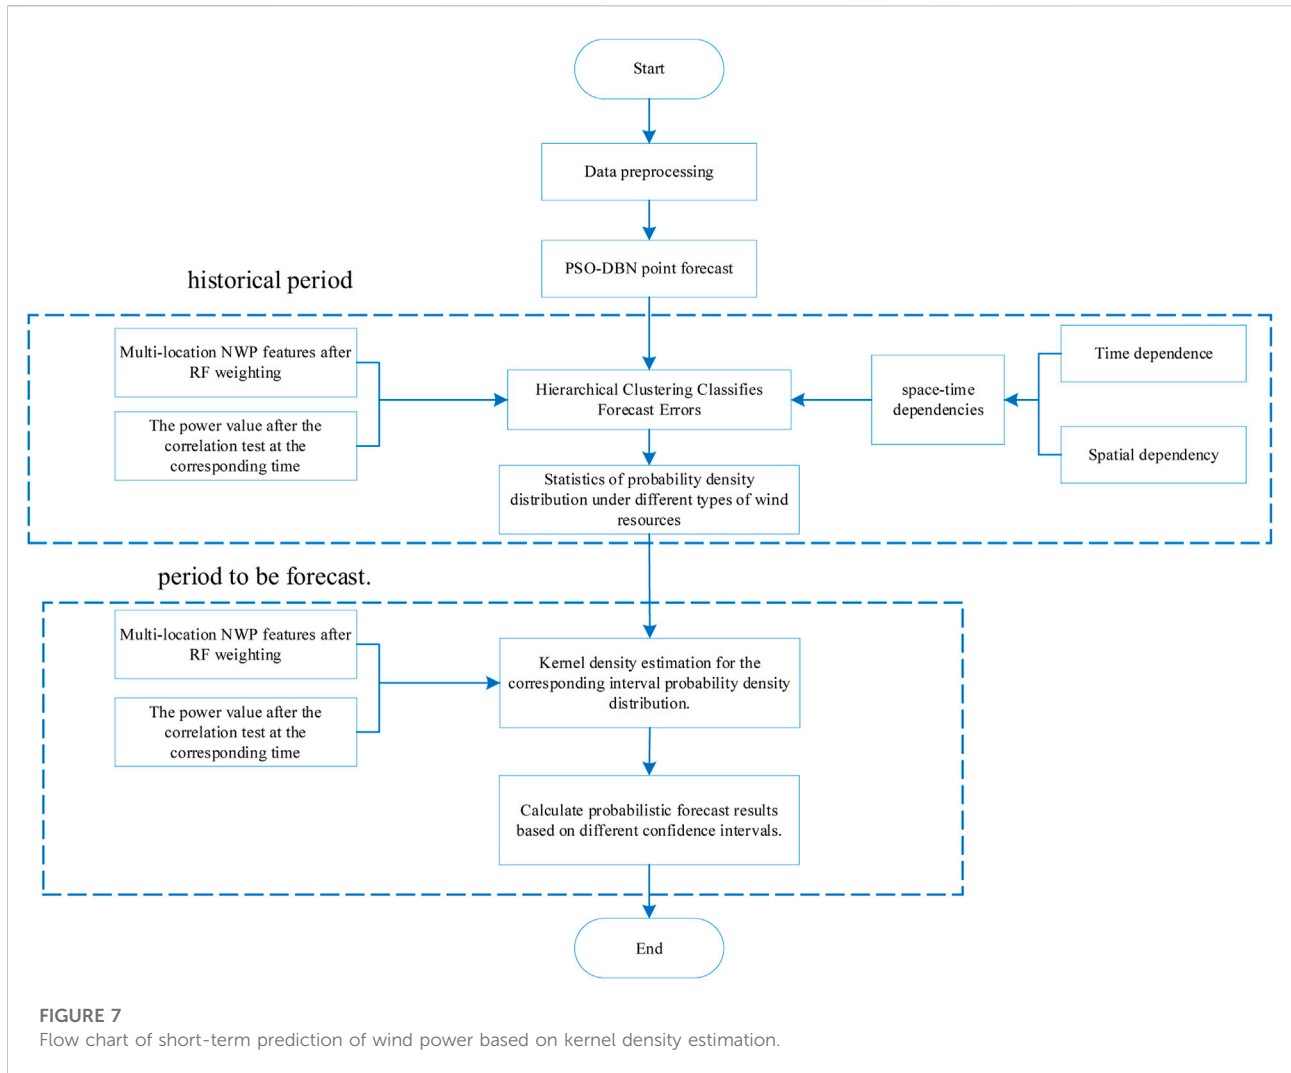 Start
Data preprocessing
PSO-DBN point forecast
historical period
Multi-location NWP features after
RF weighting
The power value after the
correlation test at the
corresponding time
Hierarchical Clustering Classifies
Forecast Errors
space-time
dependencies
Time dependence
Spatial dependency
Statistics of probability density
distribution under different types of wind
resources
period to be forecast.
Multi-location NWP features after
RF weighting
The power value after the
correlation test at the
corresponding time
Kernel density estimation for the
corresponding interval probability density
distribution.
Calculate probabilistic forecast results
based on different confidence intervals.
End
FIGURE 7
Flow chart of short-term prediction of wind power based on kernel density estimation.